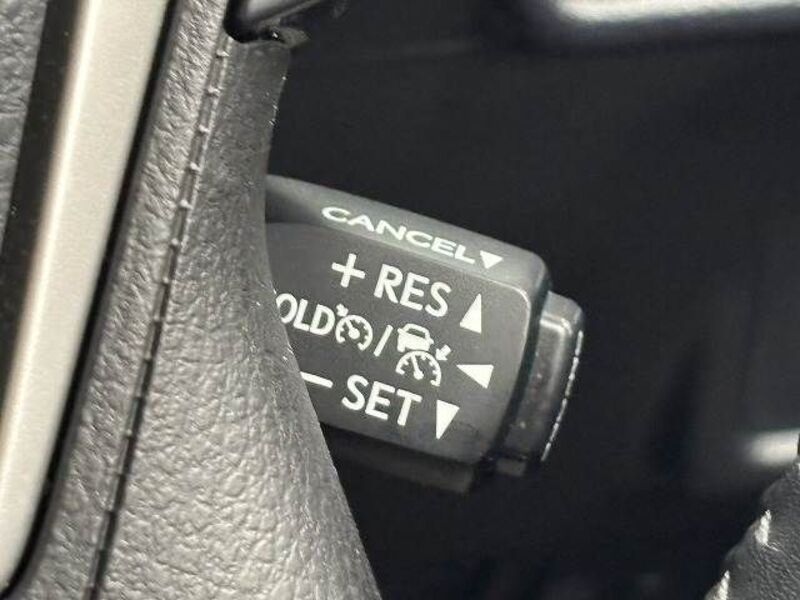 CANCEL▼
+ RES ▲
OLD / ◀
– SET ▼